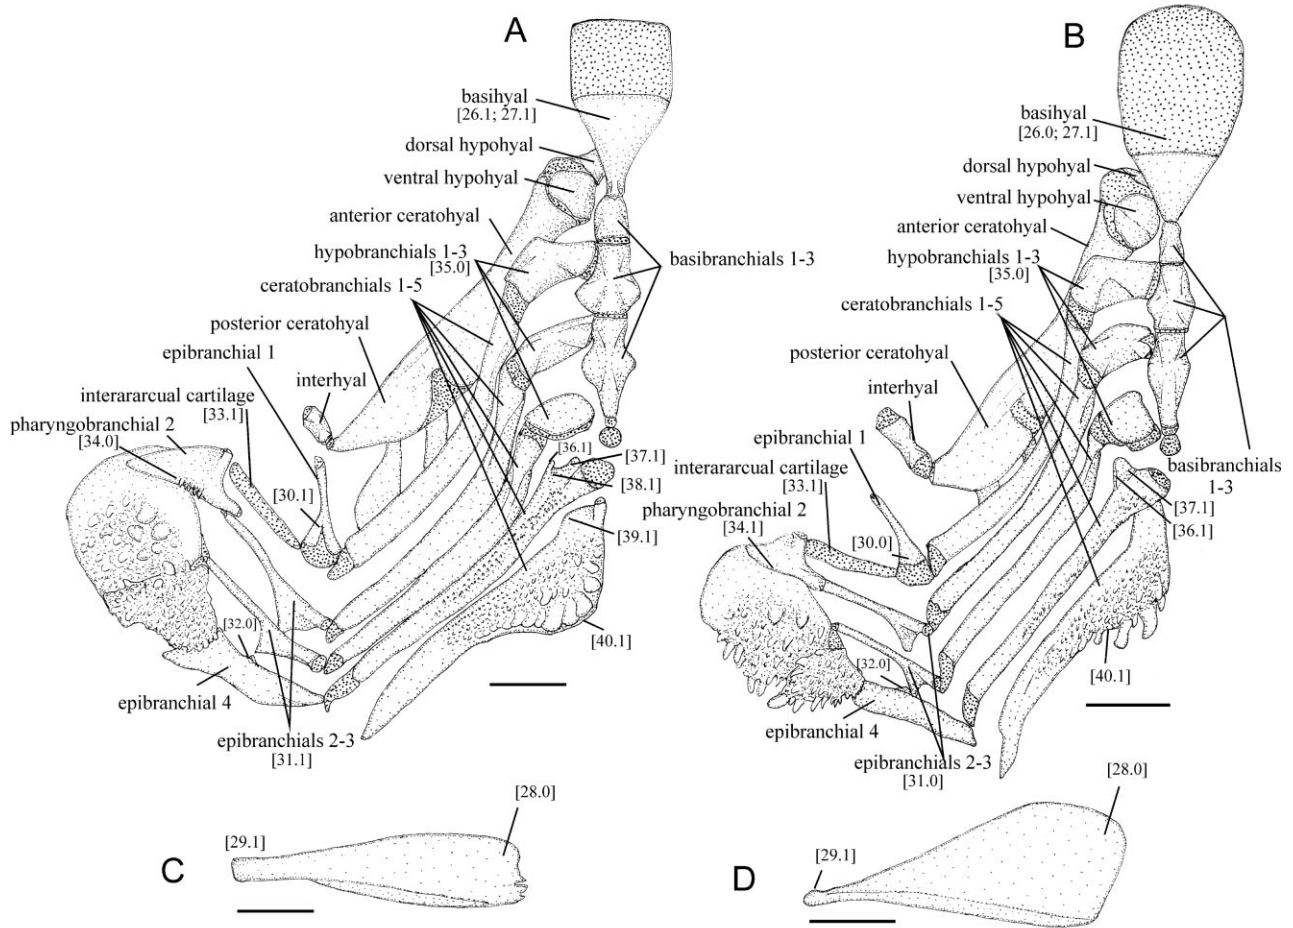 A
basihyal
[26.1; 27.1]
dorsal hypohyal
ventral hypohyal
anterior ceratohyal
hypobranchials 1-3
[35.0]
basibranchials 1-3
ceratobranchials 1-5
posterior ceratohyal
epibranchial 1
interhyal
interararcual cartilage
[33.1]
pharyngobranchial 2
[34.0]
[30.1]
[36.1]
[37.1]
[38.1]
[39.1]
[40.1]
[32.0]
epibranchial 4
epibranchials 2-3
[31.1]
B
basihyal
[26.0; 27.1]
dorsal hypohyal
ventral hypohyal
anterior ceratohyal
hypobranchials 1-3
[35.0]
ceratobranchials 1-5
posterior ceratohyal
interhyal
epibranchial 1
basibranchials
1-3
interararcual cartilage
[33.1]
pharyngobranchial 2
[34.1]
[30.0]
[37.1]
[36.1]
[40.1]
[32.0]
epibranchial 4
epibranchials 2-3
[31.0]
C
[29.1]
[28.0]
D
[29.1]
[28.0]